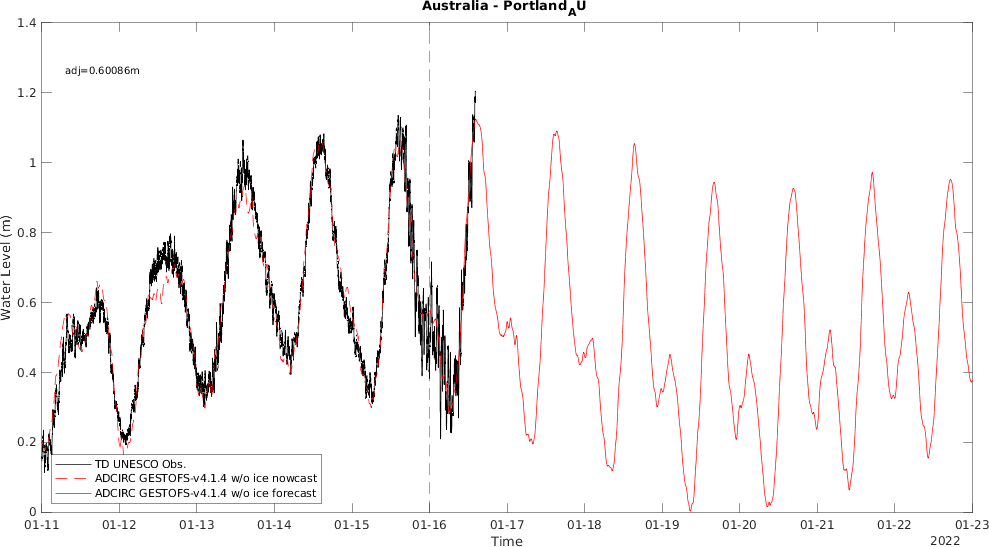 Australia - Portland_AU
adj=0.60086m
1.4
1.2
1
0.8
0.6
0.4
0.2
0
Water Level (m)
TD UNESCO Obs.
ADCIRC GESTOFS-v4.1.4 w/o ice nowcast
ADCIRC GESTOFS-v4.1.4 w/o ice forecast
01-11 01-12 01-13 01-14 01-15 01-16 01-17 01-18 01-19 01-20 01-21 01-22 01-23
Time
2022